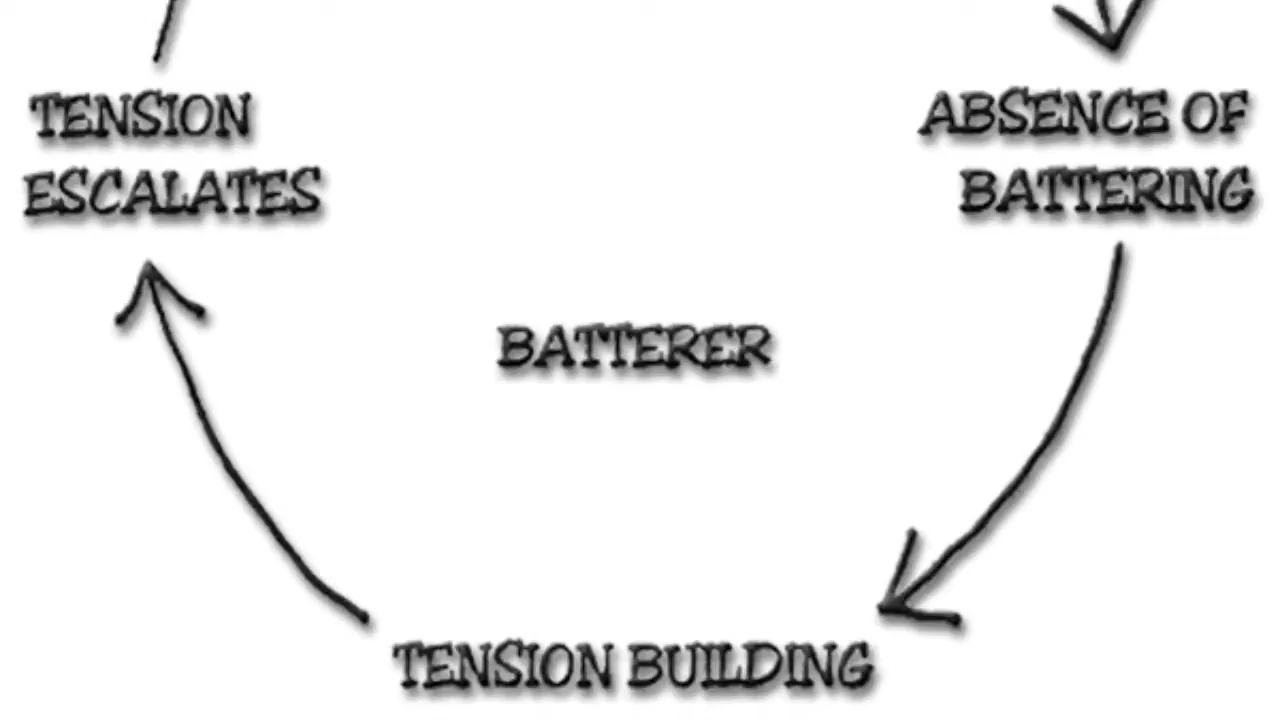 TENSION
ESCALATES
ABSENCE OF
BATTERING
BATTERER
TENSION BUILDING